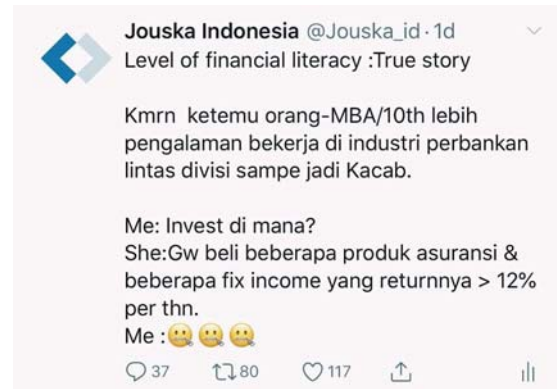 Jouska Indonesia @Jouska_id · 1d
Level of financial literacy :True story
Kmrn ketemu orang-MBA/10th lebih
pengalaman bekerja di industri perbankan
lintas divisi sampe jadi Kacab.
Me: Invest di mana?
She:Gw beli beberapa produk asuransi &
beberapa fix income yang returnnya > 12%
per thn.
Me :🤐 🤐 🤐
37 80 117